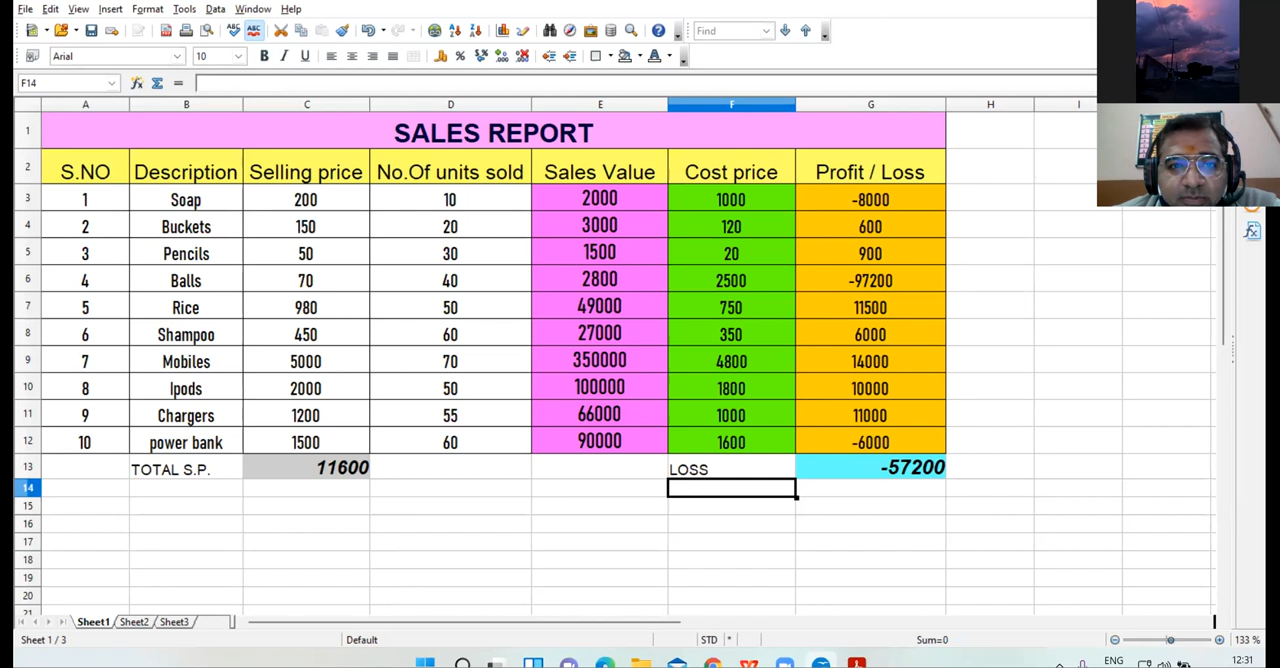 File Edit View Insert Format Tools Data Window Help
ABC ABC Find
Arial 10
F14
A B C D E F G H I
1 SALES REPORT
2 S.NO Description Selling price No.Of units sold Sales Value Cost price Profit / Loss
3 1 Soap 200 10 2000 1000 -8000
4 2 Buckets 150 20 3000 120 600
5 3 Pencils 50 30 1500 20 900
6 4 Balls 70 40 2800 2500 -97200
7 5 Rice 980 50 49000 750 11500
8 6 Shampoo 450 60 27000 350 6000
9 7 Mobiles 5000 70 350000 4800 14000
10 8 Ipods 2000 50 100000 1800 10000
11 9 Chargers 1200 55 66000 1000 11000
12 10 power bank 1500 60 90000 1600 -6000
13 TOTAL S.P. 11600 LOSS -57200
14
15
16
17
18
19
20
21
Sheet1 Sheet2 Sheet3
Sheet 1 / 3 Default STD * Sum=0 133 %
ENG 12:31